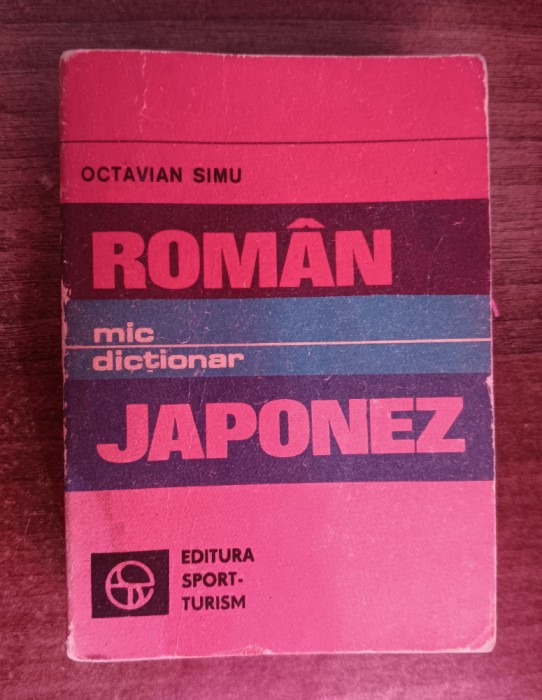 OCTAVIAN SIMU
ROMÂN
mic
dicționar
JAPONEZ
EDITURA
SPORT-
TURISM